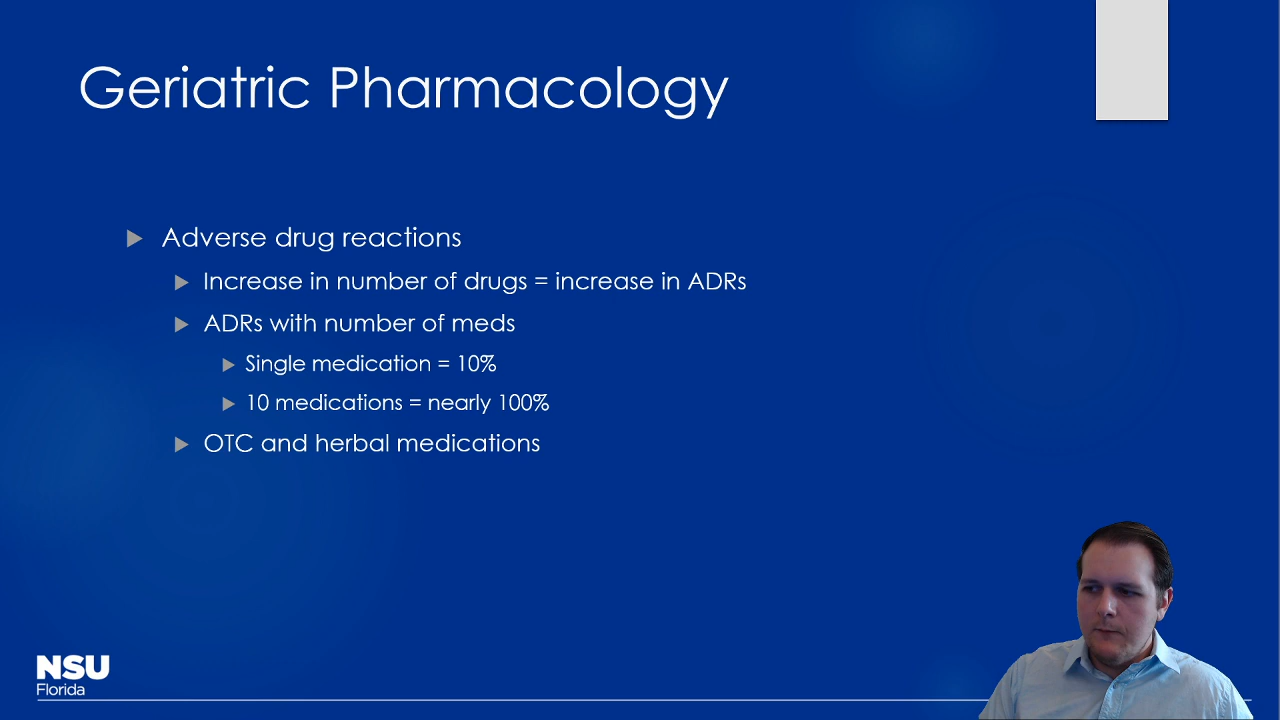 Geriatric Pharmacology
Adverse drug reactions
Increase in number of drugs = increase in ADRs
ADRs with number of meds
Single medication = 10%
10 medications = nearly 100%
OTC and herbal medications
NSU
Florida